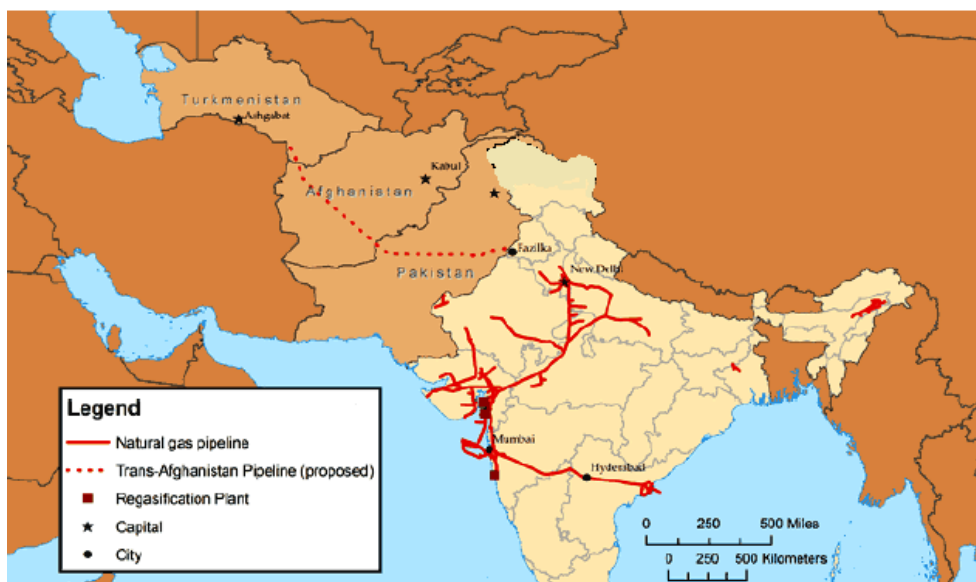 Turkmenistan
Ashgabat
Kabul
Afghanistan
Fazilka
Pakistan
New Delhi
Legend
Natural gas pipeline
Trans-Afghanistan Pipeline (proposed)
Regasification Plant
Capital
City
Mumbai
Hyderabad
0 250 500 Miles
0 250 500 Kilometers